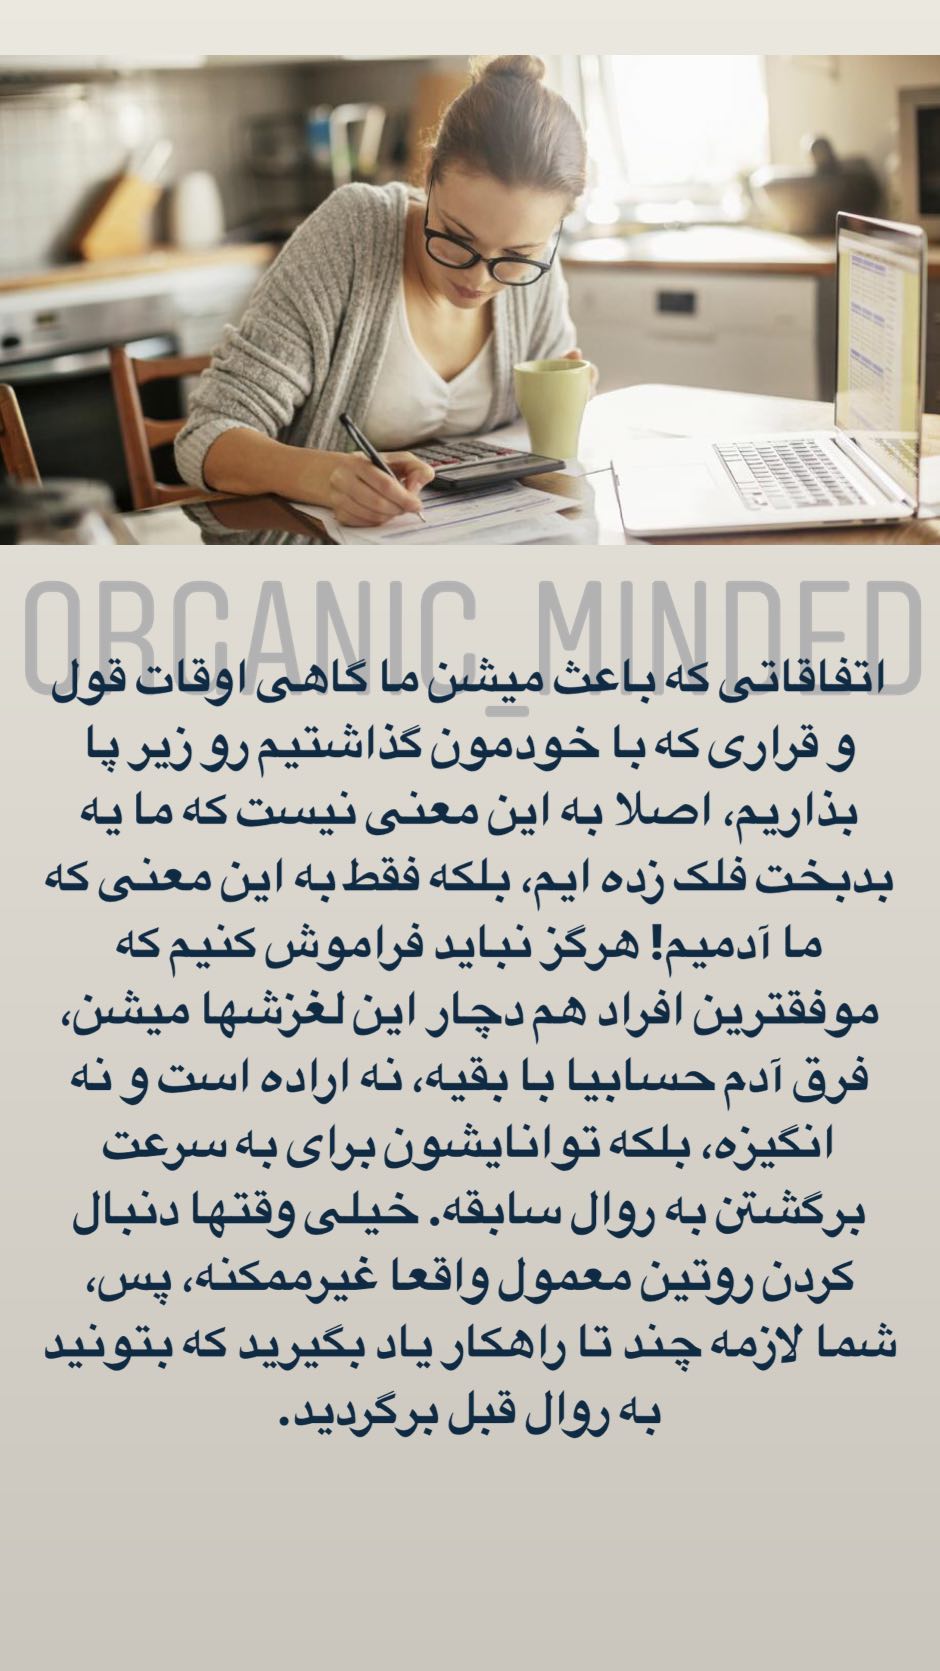 ORGANIC_MINDED
اتفاقاتی که باعث میشن ما گاهی اوقات قول
و قراری که با خودمون گذاشتیم رو زیر پا
بذاریم، اصلا به این معنی نیست که ما یه
بدبخت فلک زده ایم، بلکه فقط به این معنی که
ما آدمیم! هرگز نباید فراموش کنیم که
موفقترین افراد هم دچار این لغزشها میشن،
فرق آدم حسابیا با بقیه، نه اراده است و نه
انگیزه، بلکه توانایشون برای به سرعت
برگشتن به روال سابقه. خیلی وقتها دنبال
کردن روتین معمول واقعا غیرممکنه، پس،
شما لازمه چند تا راهکار یاد بگیرید که بتونید
به روال قبل برگردید.